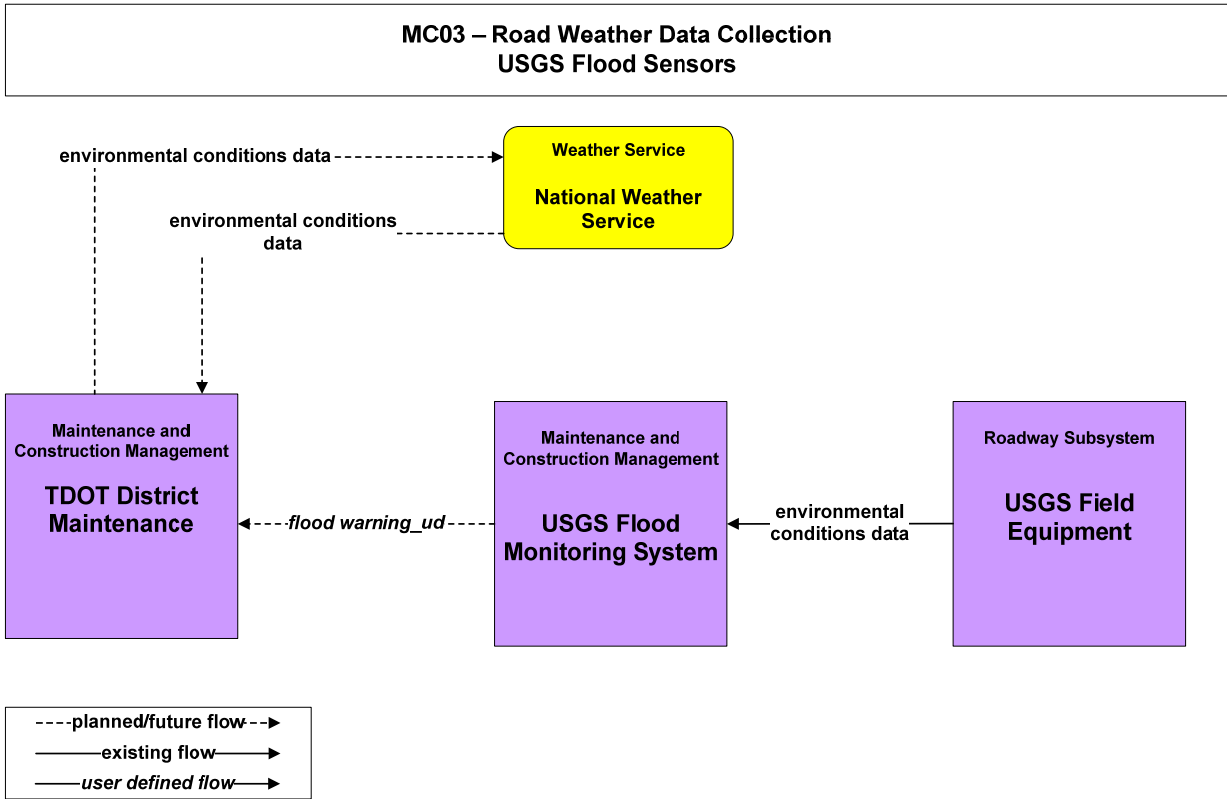 MC03 – Road Weather Data Collection
USGS Flood Sensors
environmental conditions data
Weather Service
National Weather
Service
environmental conditions
data
Maintenance and
Construction Management
TDOT District
Maintenance
flood warning_ud
Maintenance and
Construction Management
USGS Flood
Monitoring System
environmental
conditions data
Roadway Subsystem
USGS Field
Equipment
planned/future flow
existing flow
user defined flow